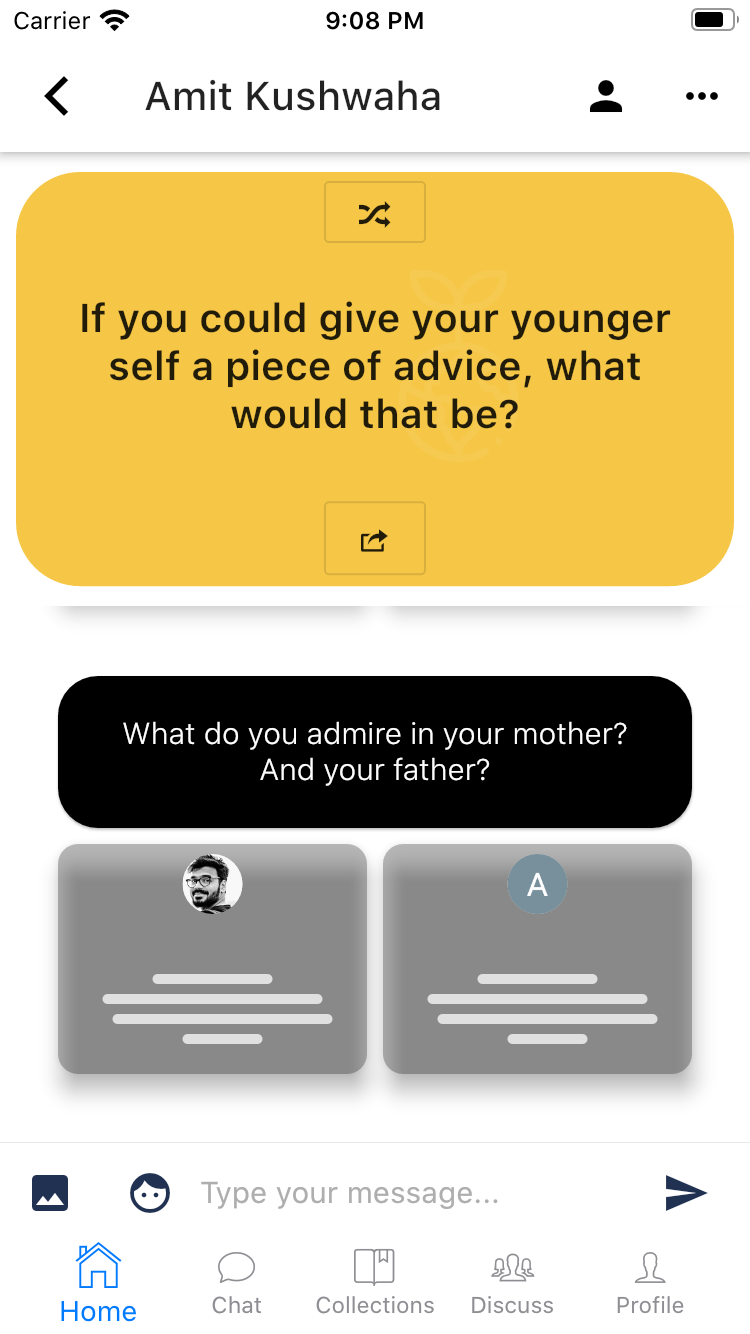 Carrier 9:08 PM
Amit Kushwaha
If you could give your younger
self a piece of advice, what
would that be?
What do you admire in your mother?
And your father?
A
Type your message...
Home Chat Collections Discuss Profile